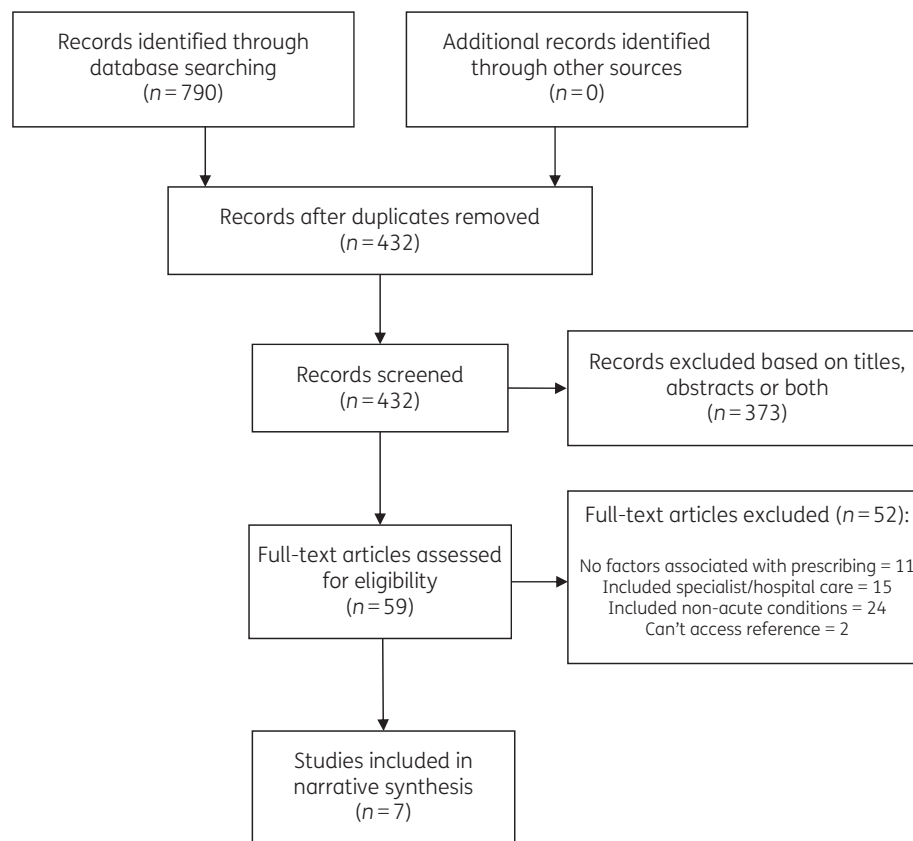 Records identified through
database searching
(n = 790)
Additional records identified
through other sources
(n = 0)
Records after duplicates removed
(n = 432)
Records screened
(n = 432)
Records excluded based on titles,
abstracts or both
(n = 373)
Full-text articles assessed
for eligibility
(n = 59)
Full-text articles excluded (n = 52):
No factors associated with prescribing = 11
Included specialist/hospital care = 15
Included non-acute conditions = 24
Can't access reference = 2
Studies included in
narrative synthesis
(n = 7)